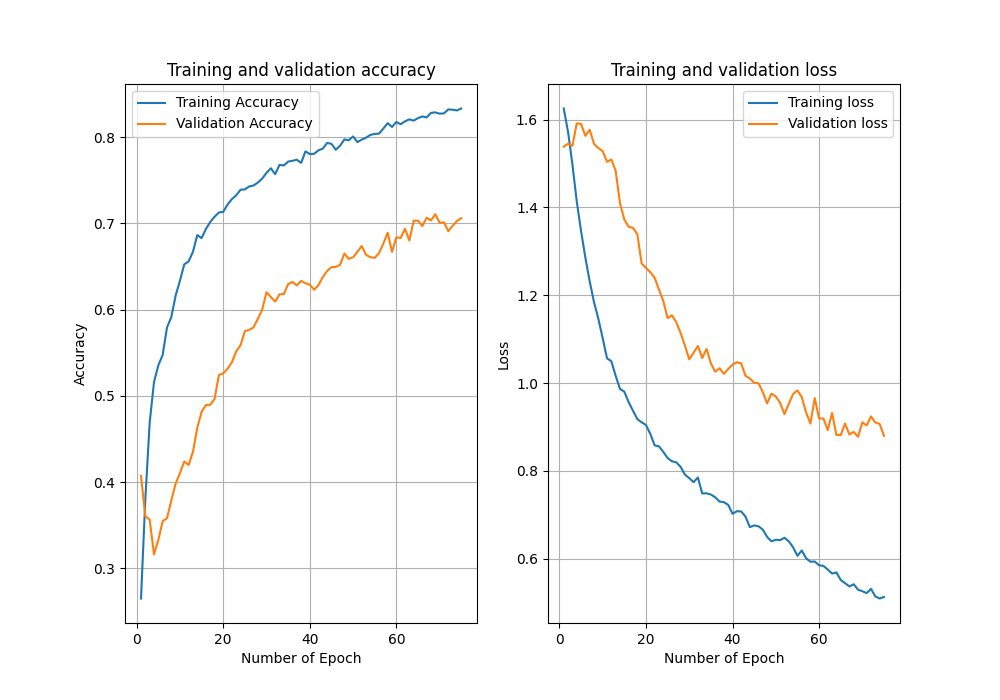 Training and validation accuracy
Training Accuracy
Validation Accuracy
0.8
0.7
0.6
0.5
0.4
0.3
Accuracy
0
20
40
60
Number of Epoch
Training and validation loss
Training loss
Validation loss
1.6
1.4
1.2
1.0
0.8
0.6
Loss
0
20
40
60
Number of Epoch